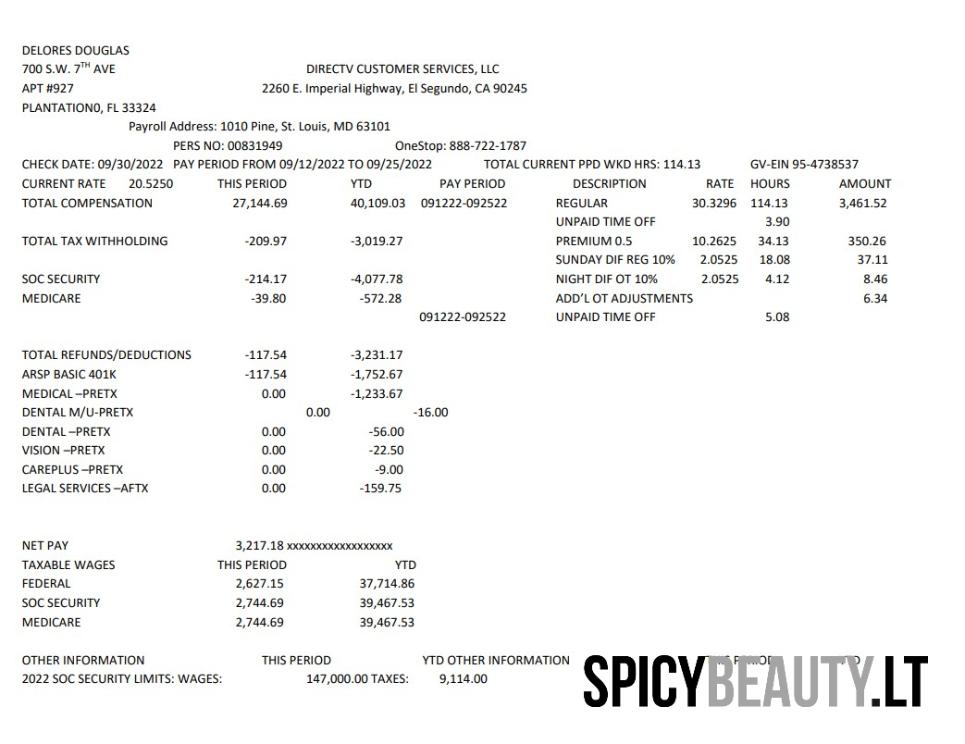 DELORES DOUGLAS
700 S.W. 7TH AVE DIRECTV CUSTOMER SERVICES, LLC
APT #927 2260 E. Imperial Highway, El Segundo, CA 90245
PLANTATION0, FL 33324
Payroll Address: 1010 Pine, St. Louis, MD 63101
PERS NO: 00831949 OneStop: 888-722-1787
CHECK DATE: 09/30/2022 PAY PERIOD FROM 09/12/2022 TO 09/25/2022 TOTAL CURRENT PPD WKD HRS: 114.13 GV-EIN 95-4738537
CURRENT RATE 20.5250 THIS PERIOD YTD PAY PERIOD DESCRIPTION RATE HOURS AMOUNT
TOTAL COMPENSATION 27,144.69 40,109.03 091222-092522 REGULAR 30.3296 114.13 3,461.52
UNPAID TIME OFF 3.90
TOTAL TAX WITHHOLDING -209.97 -3,019.27 PREMIUM 0.5 10.2625 34.13 350.26
SUNDAY DIF REG 10% 2.0525 18.08 37.11
SOC SECURITY -214.17 -4,077.78 NIGHT DIF OT 10% 2.0525 4.12 8.46
MEDICARE -39.80 -572.28 ADD'L OT ADJUSTMENTS 6.34
091222-092522 UNPAID TIME OFF 5.08
TOTAL REFUNDS/DEDUCTIONS -117.54 -3,231.17
ARSP BASIC 401K -117.54 -1,752.67
MEDICAL –PRETX 0.00 -1,233.67
DENTAL M/U-PRETX 0.00 -16.00
DENTAL –PRETX 0.00 -56.00
VISION –PRETX 0.00 -22.50
CAREPLUS –PRETX 0.00 -9.00
LEGAL SERVICES –AFTX 0.00 -159.75
NET PAY 3,217.18 xxxxxxxxxxxxxxxxxx
TAXABLE WAGES THIS PERIOD YTD
FEDERAL 2,627.15 37,714.86
SOC SECURITY 2,744.69 39,467.53
MEDICARE 2,744.69 39,467.53
OTHER INFORMATION THIS PERIOD YTD OTHER INFORMATION
2022 SOC SECURITY LIMITS: WAGES: 147,000.00 TAXES: 9,114.00
SPICYBEAUTY.LT